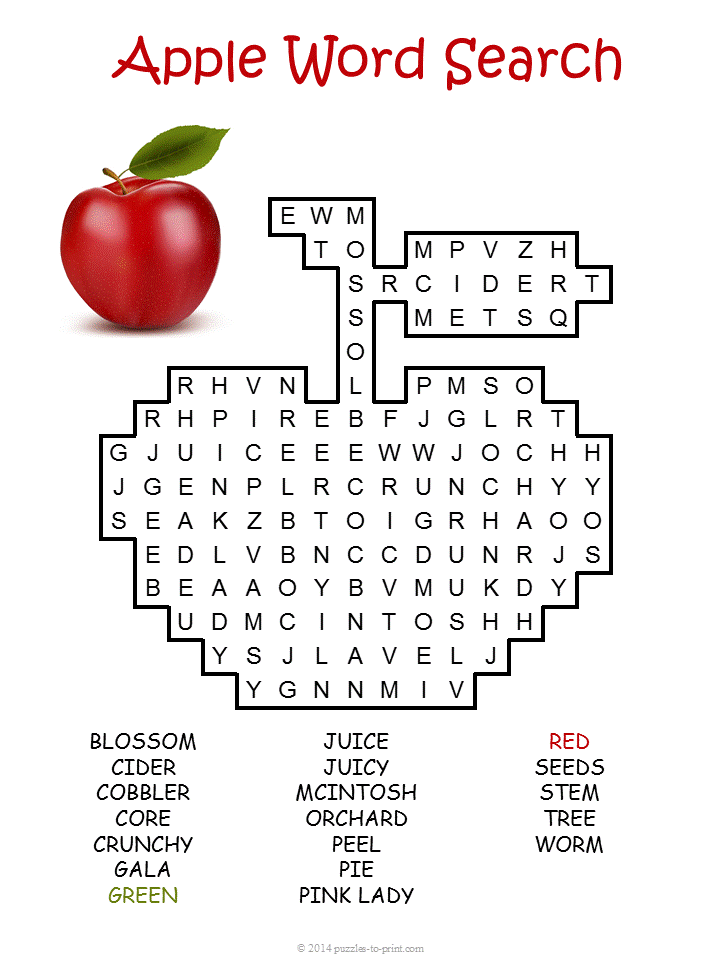 Apple Word Search
E W M
T O M P V Z H
S R C I D E R T
S M E T S Q
O
R H V N L P M S O
R H P I R E B F J G L R T
G J U I C E E E W W J O C H H
J G E N P L R C R U N C H Y Y
S E A K Z B T O I G R H A O O
E D L V B N C C D U N R J S
B E A A O Y B V M U K D Y
U D M C I N T O S H H
Y S J L A V E L J
Y G N N M I V
BLOSSOM JUICE RED
CIDER JUICY SEEDS
COBBLER MCINTOSH STEM
CORE ORCHARD TREE
CRUNCHY PEEL WORM
GALA PIE
GREEN PINK LADY
© 2014 puzzles-to-print.com